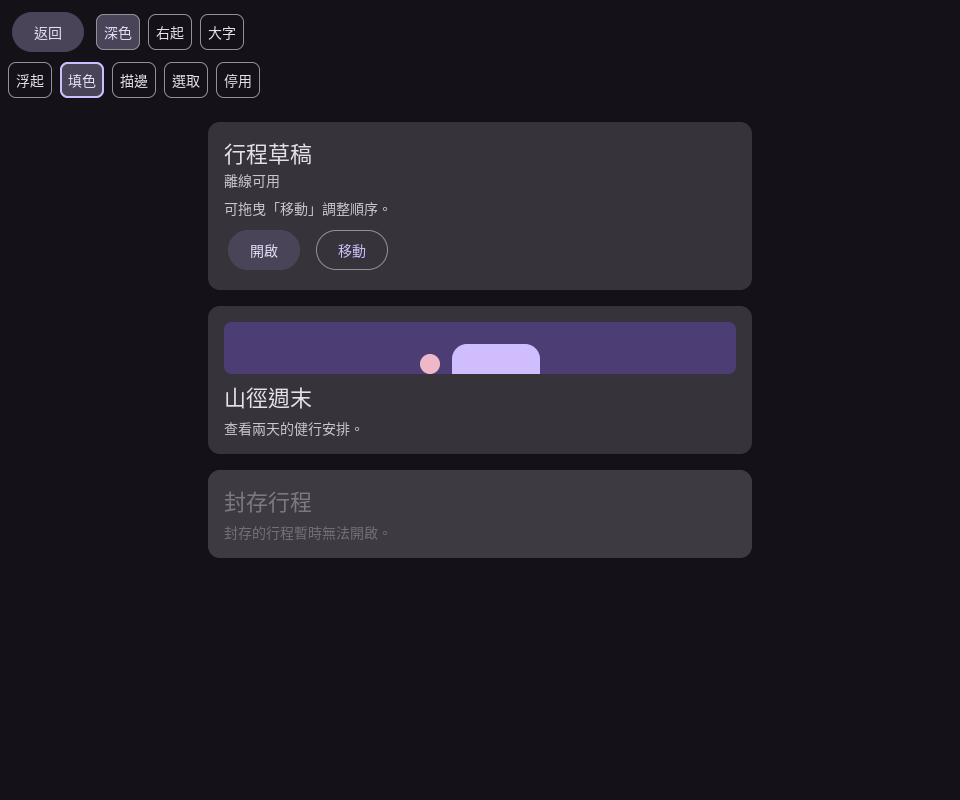 返回 深色 右起 大字
浮起 填色 描邊 選取 停用
行程草稿
離線可用
可拖曳「移動」調整順序。
開啟 移動
山徑週末
查看兩天的健行安排。
封存行程
封存的行程暫時無法開啟。